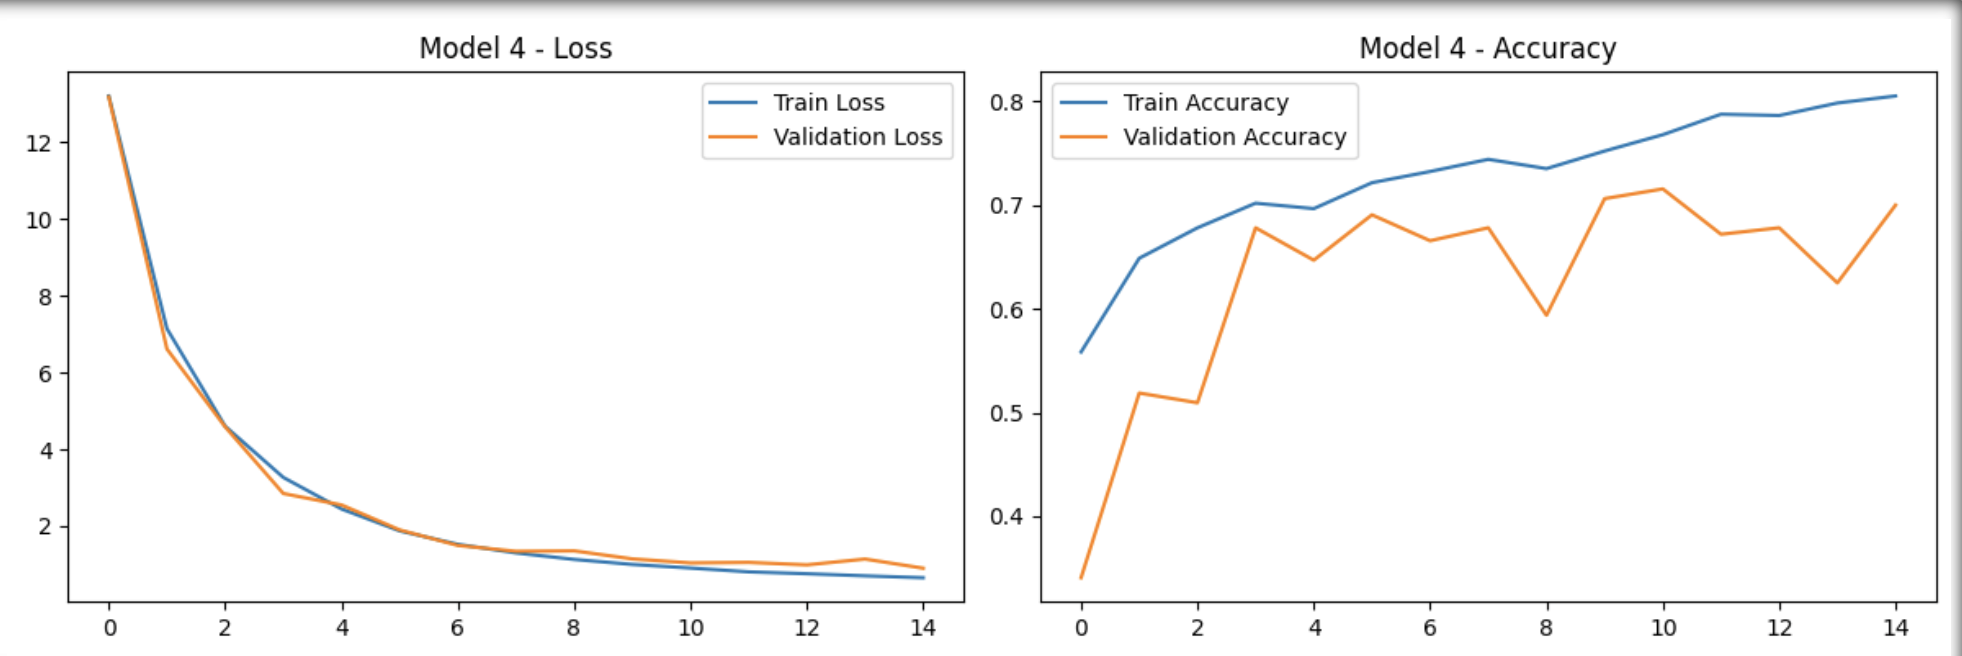 Model 4 - Loss
Train Loss
Validation Loss
12
10
8
6
4
2
0 2 4 6 8 10 12 14
Model 4 - Accuracy
Train Accuracy
Validation Accuracy
0.8
0.7
0.6
0.5
0.4
0 2 4 6 8 10 12 14